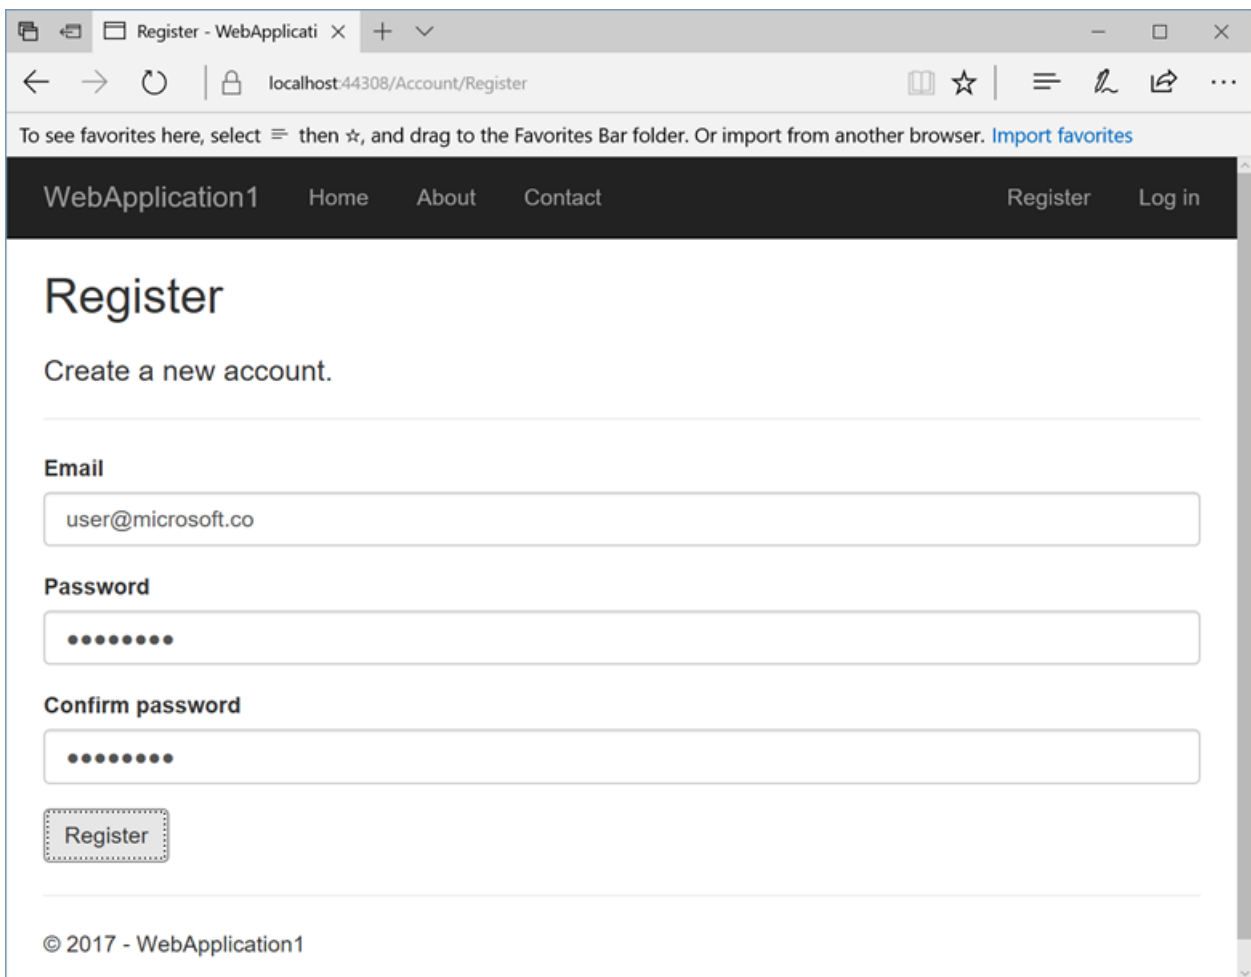 Register - WebApplicati
localhost:44308/Account/Register
To see favorites here, select then , and drag to the Favorites Bar folder. Or import from another browser. Import favorites
WebApplication1 Home About Contact Register Log in
Register
Create a new account.
Email
user@microsoft.co
Password
••••••••
Confirm password
••••••••
Register
© 2017 - WebApplication1